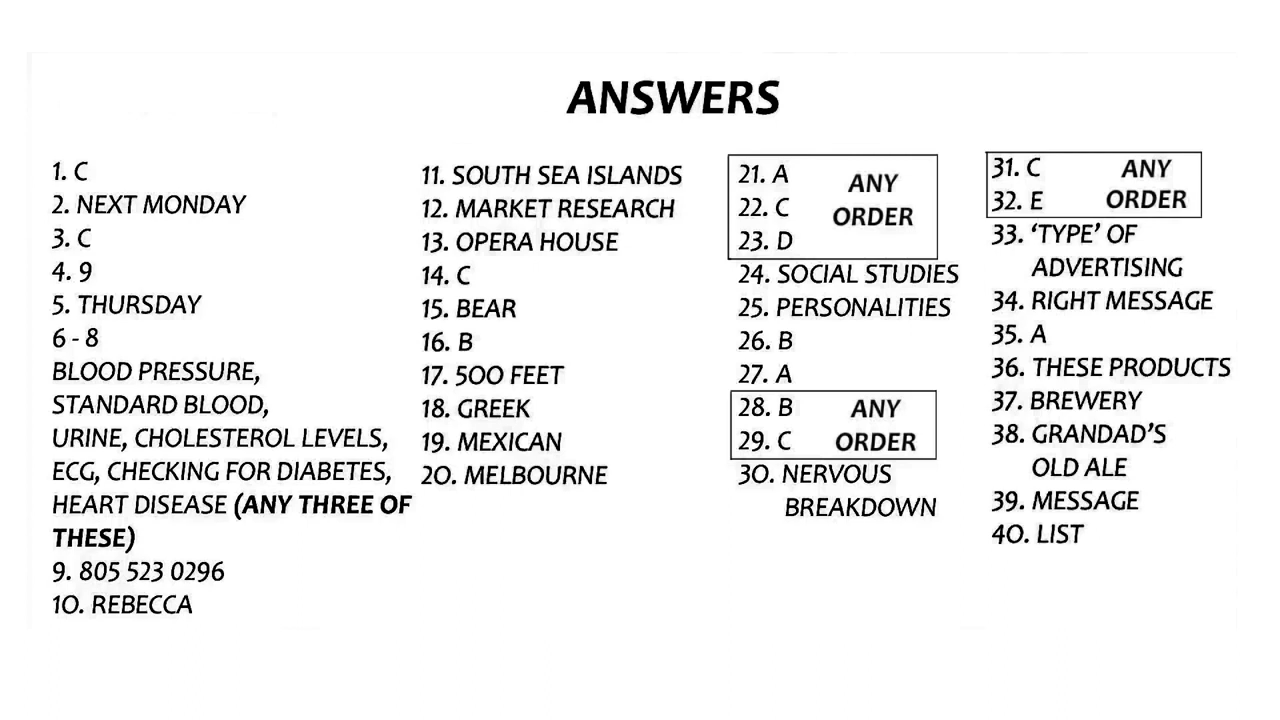 ANSWERS
1. C
2. NEXT MONDAY
3. C
4. 9
5. THURSDAY
6 - 8
BLOOD PRESSURE,
STANDARD BLOOD,
URINE, CHOLESTEROL LEVELS,
ECG, CHECKING FOR DIABETES,
HEART DISEASE (ANY THREE OF
THESE)
9. 805 523 0296
10. REBECCA
11. SOUTH SEA ISLANDS
12. MARKET RESEARCH
13. OPERA HOUSE
14. C
15. BEAR
16. B
17. 500 FEET
18. GREEK
19. MEXICAN
20. MELBOURNE
21. A
22. C
23. D
ANY
ORDER
24. SOCIAL STUDIES
25. PERSONALITIES
26. B
27. A
28. B
29. C
ANY
ORDER
30. NERVOUS
BREAKDOWN
31. C
32. E
ANY
ORDER
33. ‘TYPE’ OF
ADVERTISING
34. RIGHT MESSAGE
35. A
36. THESE PRODUCTS
37. BREWERY
38. GRANDAD’S
OLD ALE
39. MESSAGE
40. LIST